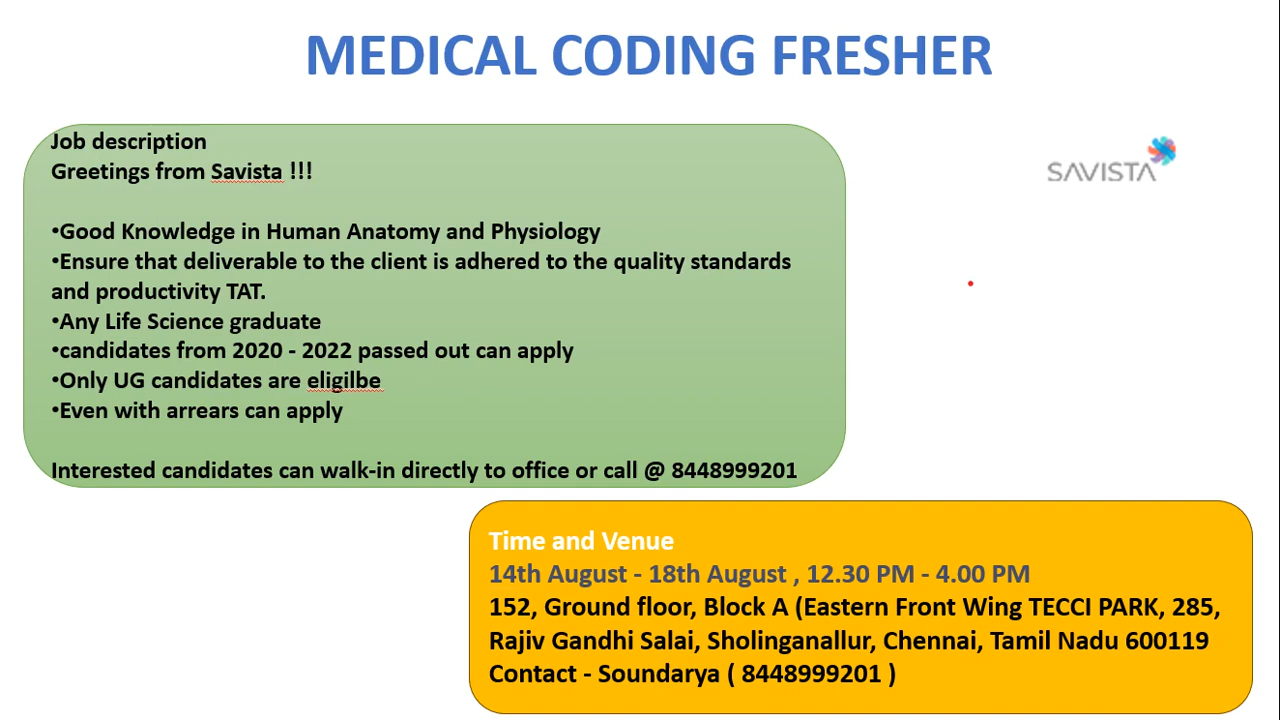 MEDICAL CODING FRESHER
Job description
Greetings from Savista !!!
•Good Knowledge in Human Anatomy and Physiology
•Ensure that deliverable to the client is adhered to the quality standards
and productivity TAT.
•Any Life Science graduate
•candidates from 2020 - 2022 passed out can apply
•Only UG candidates are eligilbe
•Even with arrears can apply
Interested candidates can walk-in directly to office or call @ 8448999201
SAVISTA
Time and Venue
14th August - 18th August , 12.30 PM - 4.00 PM
152, Ground floor, Block A (Eastern Front Wing TECCI PARK, 285,
Rajiv Gandhi Salai, Sholinganallur, Chennai, Tamil Nadu 600119
Contact - Soundarya ( 8448999201 )